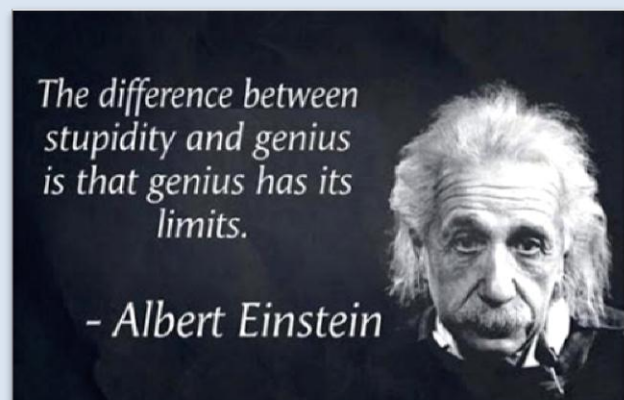 The difference between
stupidity and genius
is that genius has its
limits.
- Albert Einstein